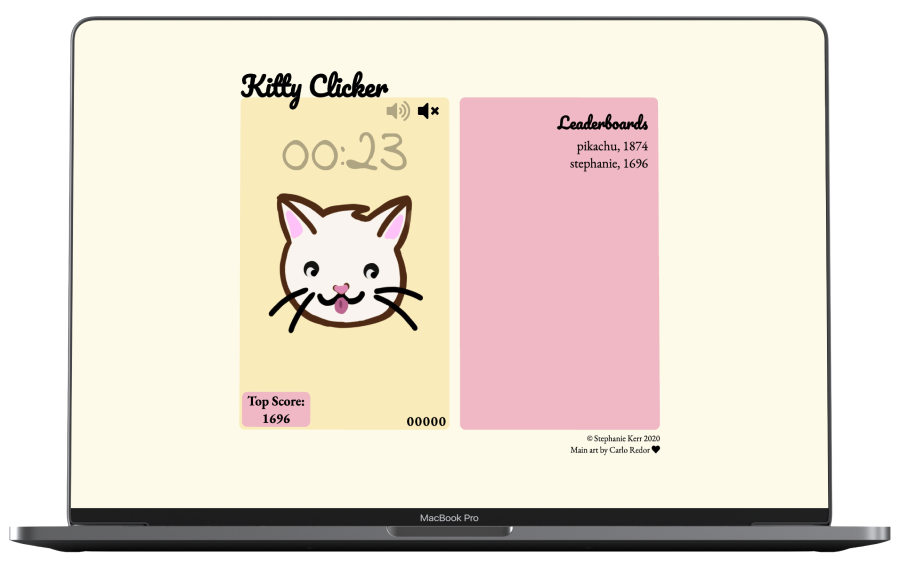 Kitty Clicker
00:23
Top Score:
1696
00000
Leaderboards
pikachu, 1874
stephanie, 1696
© Stephanie Kerr 2020
Main art by Carlo Redor
MacBook Pro